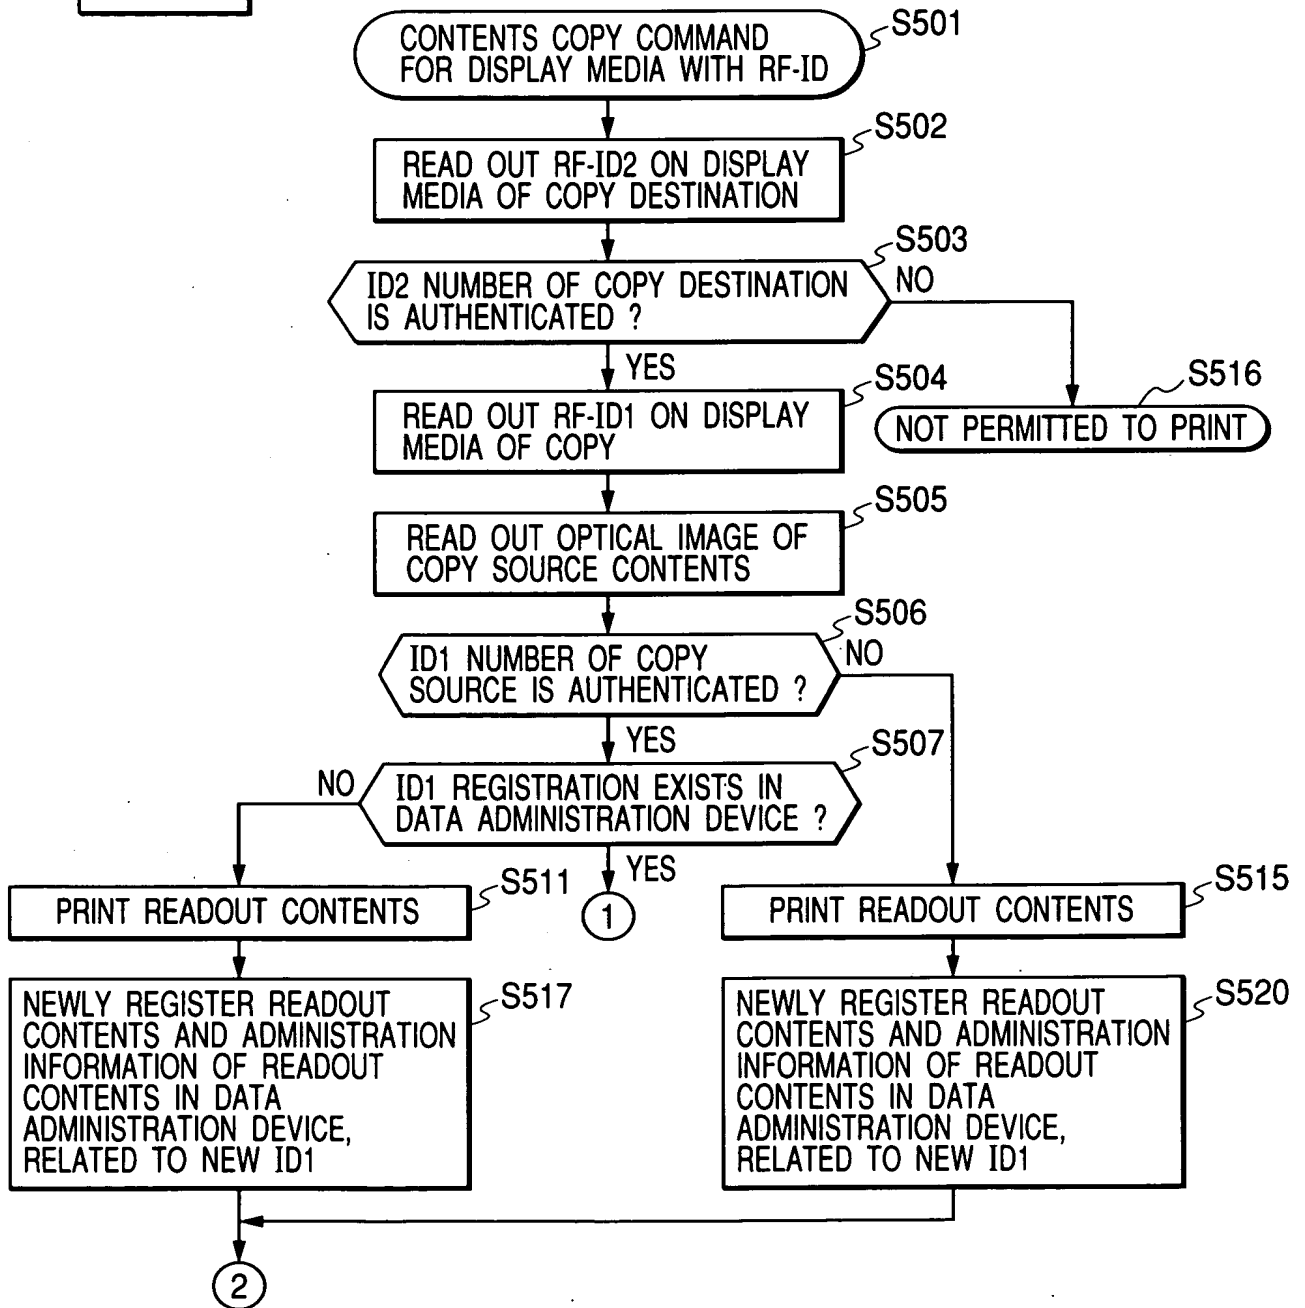 CONTENTS COPY COMMAND
FOR DISPLAY MEDIA WITH RF-ID
S501
READ OUT RF-ID2 ON DISPLAY
MEDIA OF COPY DESTINATION
S502
ID2 NUMBER OF COPY DESTINATION
IS AUTHENTICATED ?
S503
NO
YES
READ OUT RF-ID1 ON DISPLAY
MEDIA OF COPY
S504
S516
NOT PERMITTED TO PRINT
READ OUT OPTICAL IMAGE OF
COPY SOURCE CONTENTS
S505
ID1 NUMBER OF COPY
SOURCE IS AUTHENTICATED ?
S506
NO
YES
ID1 REGISTRATION EXISTS IN
DATA ADMINISTRATION DEVICE ?
S507
NO
YES
1
PRINT READOUT CONTENTS
S511
PRINT READOUT CONTENTS
S515
NEWLY REGISTER READOUT
CONTENTS AND ADMINISTRATION
INFORMATION OF READOUT
CONTENTS IN DATA
ADMINISTRATION DEVICE,
RELATED TO NEW ID1
S517
NEWLY REGISTER READOUT
CONTENTS AND ADMINISTRATION
INFORMATION OF READOUT
CONTENTS IN DATA
ADMINISTRATION DEVICE,
RELATED TO NEW ID1
S520
2